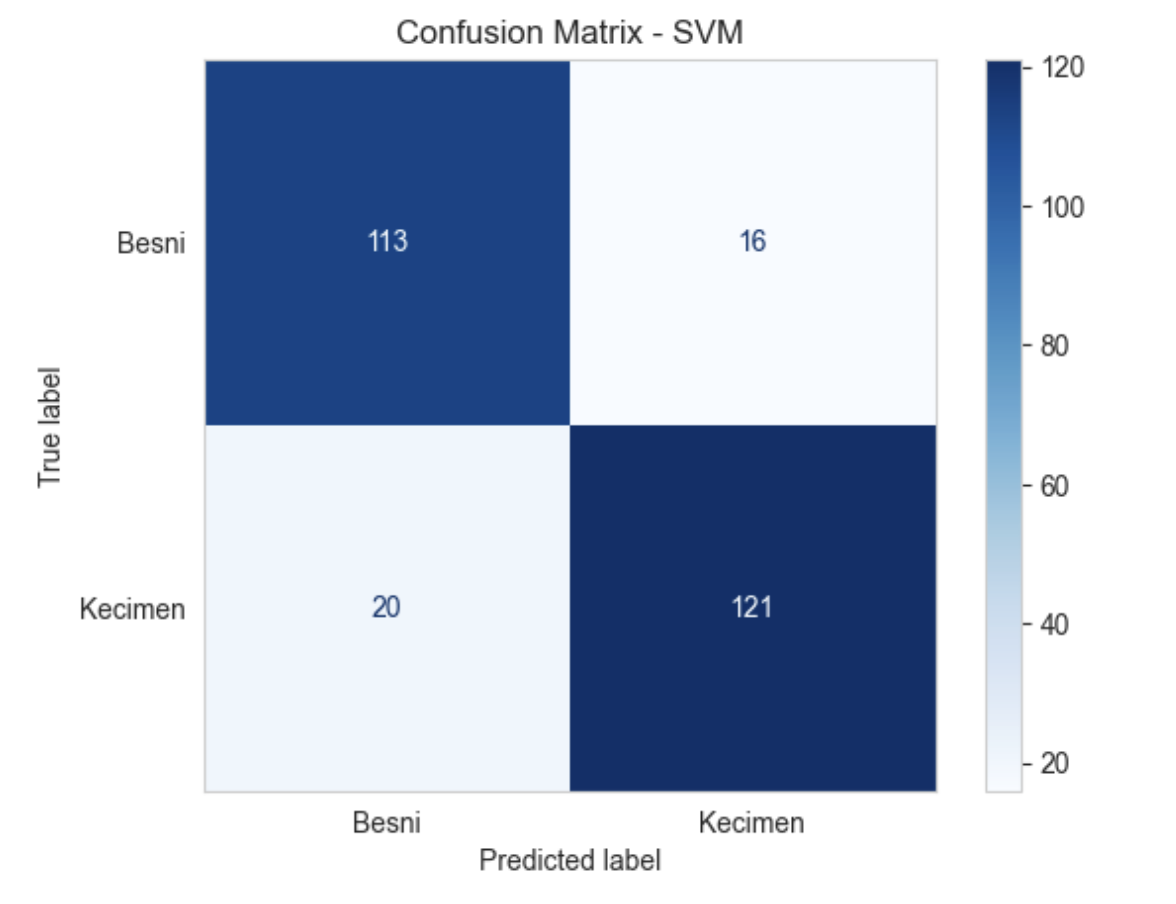 Confusion Matrix - SVM
True label
Besni
113
16
Kecimen
20
121
Besni
Kecimen
Predicted label
120
100
80
60
40
20